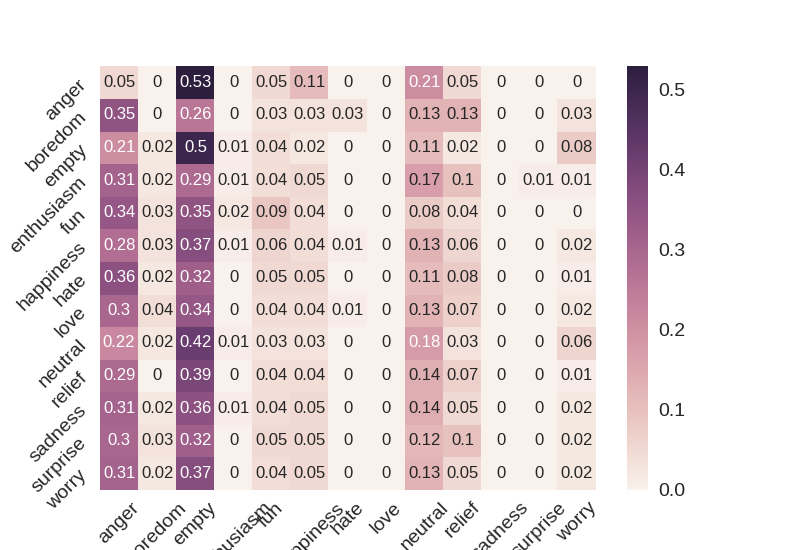 anger 0.05 0 0.53 0 0.05 0.11 0 0 0.21 0.05 0 0 0
boredom 0.35 0 0.26 0 0.03 0.03 0.03 0 0.13 0.13 0 0 0.03
empty 0.21 0.02 0.5 0.01 0.04 0.02 0 0 0.11 0.02 0 0 0.08
enthusiasm 0.31 0.02 0.29 0.01 0.04 0.05 0 0 0.17 0.1 0 0.01 0.01
fun 0.34 0.03 0.35 0.02 0.09 0.04 0 0 0.08 0.04 0 0 0
happiness 0.28 0.03 0.37 0.01 0.06 0.04 0.01 0 0.13 0.06 0 0 0.02
hate 0.36 0.02 0.32 0 0.05 0.05 0 0 0.11 0.08 0 0 0.01
love 0.3 0.04 0.34 0 0.04 0.04 0.01 0 0.13 0.07 0 0 0.02
neutral 0.22 0.02 0.42 0.01 0.03 0.03 0 0 0.18 0.03 0 0 0.06
relief 0.29 0 0.39 0 0.04 0.04 0 0 0.14 0.07 0 0 0.01
sadness 0.31 0.02 0.36 0.01 0.04 0.05 0 0 0.14 0.05 0 0 0.02
surprise 0.3 0.03 0.32 0 0.05 0.05 0 0 0.12 0.1 0 0 0.02
worry 0.31 0.02 0.37 0 0.04 0.05 0 0 0.13 0.05 0 0 0.02
anger oredom empty husiasm fun ppiness hate love neutral relief adness surprise worry
0.5
0.4
0.3
0.2
0.1
0.0